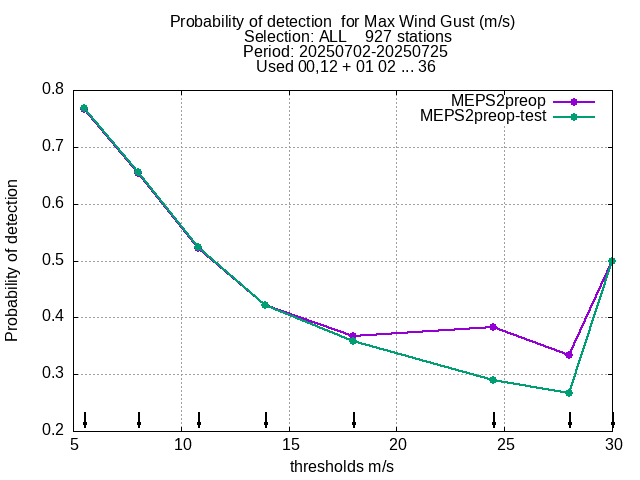 Probability of detection  for Max Wind Gust (m/s)
Selection: ALL    927 stations
Period: 20250702-20250725
Used 00,12 + 01 02 ... 36
MEPS2preop
MEPS2preop-test
0.8
0.7
0.6
0.5
0.4
0.3
0.2
Probability of detection
5 10 15 20 25 30
thresholds m/s